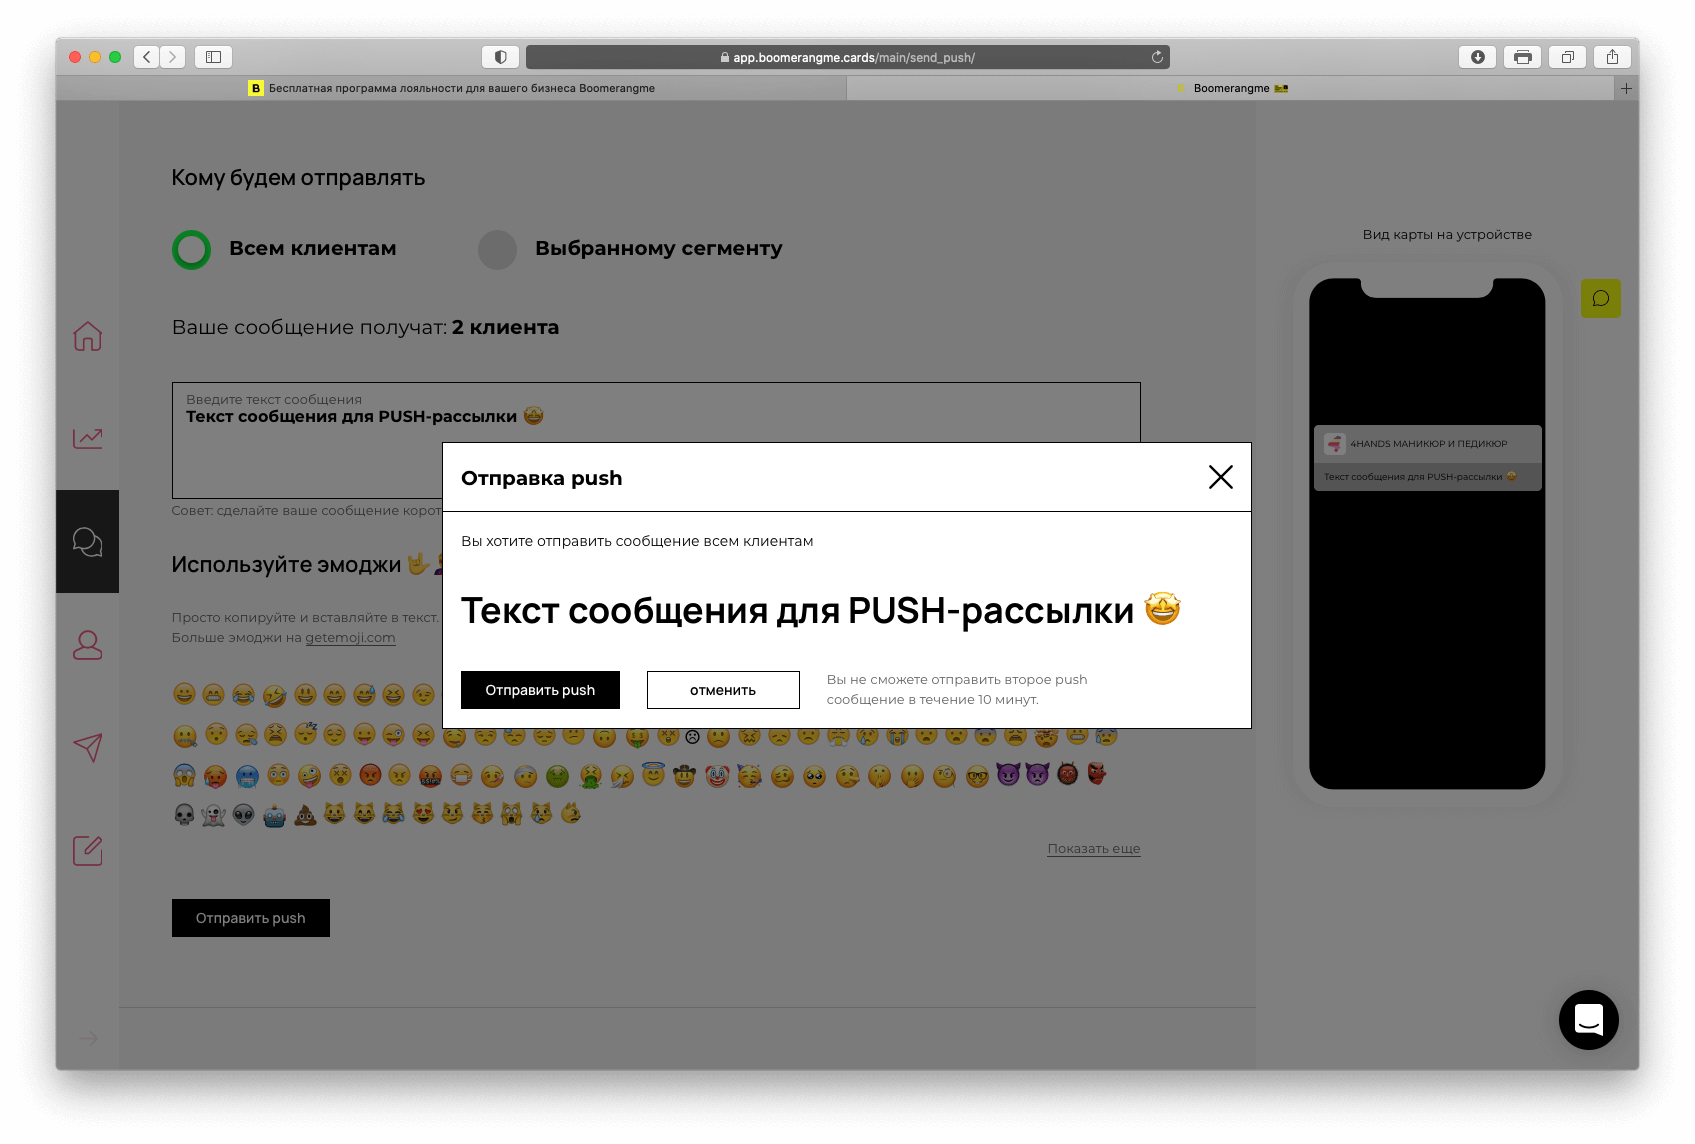 app.boomerangme.cards/main/send_push/
B Бесплатная программа лояльности для вашего бизнеса Boomerangme
B Boomerangme
Кому будем отправлять
Всем клиентам
Выбранному сегменту
Ваше сообщение получат: 2 клиента
Введите текст сообщения
Текст сообщения для PUSH-рассылки 🤩
Совет: сделайте ваше сообщение корот
Используйте эмоджи
Просто копируйте и вставляйте в текст.
Больше эмоджи на getemoji.com
Отправка push
Вы хотите отправить сообщение всем клиентам
Текст сообщения для PUSH-рассылки 🤩
Отправить push
отменить
Вы не сможете отправить второе push
сообщение в течение 10 минут.
Показать еще
Отправить push
Вид карты на устройстве
4HANDS МАНИКЮР И ПЕДИКЮР
Текст сообщения для PUSH-рассылки 🤩